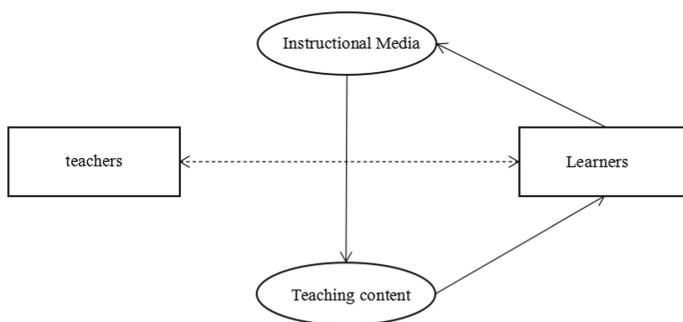 Instructional Media
teachers
Learners
Teaching content